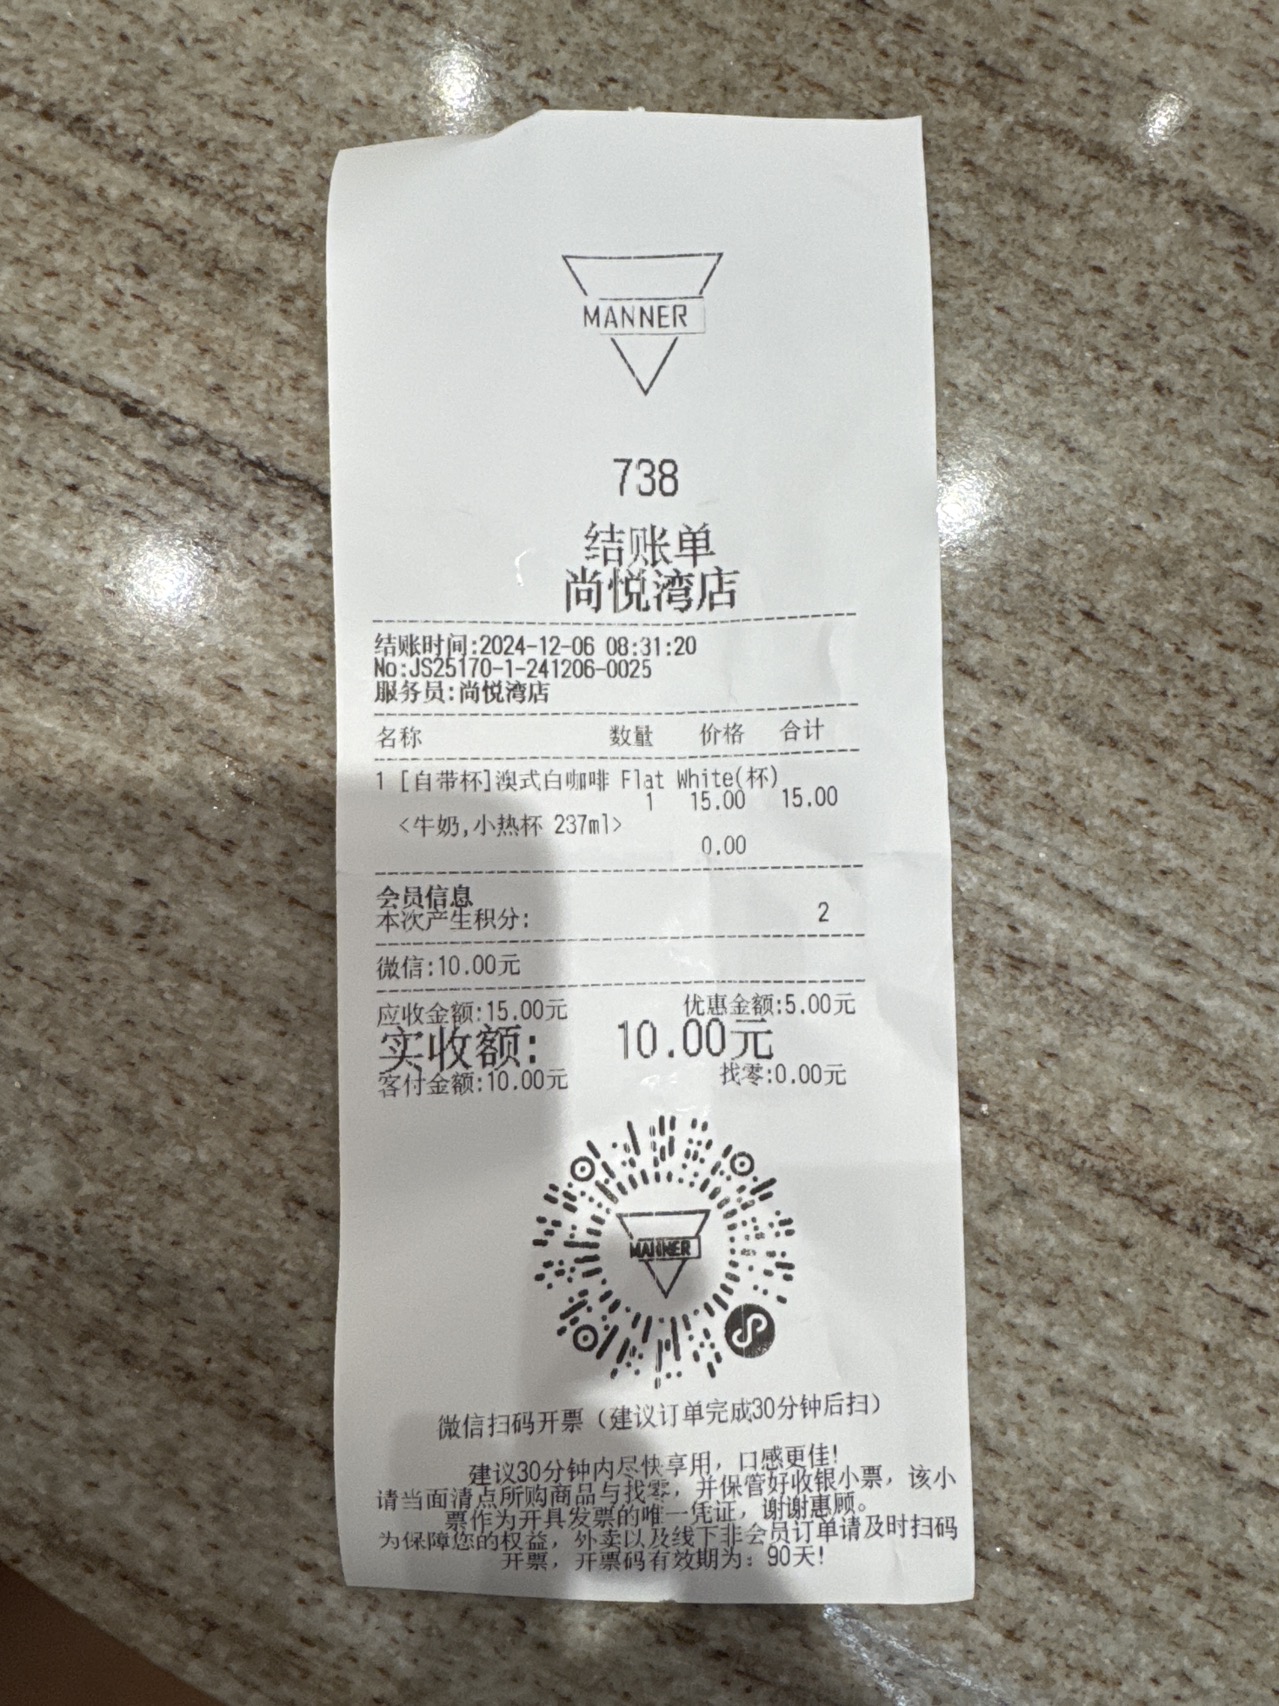 MANNER
738
结账单
尚悦湾店
结账时间:2024-12-06 08:31:20
No:JS25170-1-241206-0025
服务员:尚悦湾店
名称 数量 价格 合计
1 [自带杯]澳式白咖啡 Flat White(杯)
1 15.00 15.00
<牛奶,小热杯 237ml>
0.00
会员信息
本次产生积分: 2
微信:10.00元
应收金额:15.00元 优惠金额:5.00元
实收额: 10.00元
客付金额:10.00元 找零:0.00元
MANNER
微信扫码开票（建议订单完成30分钟后扫）
建议30分钟内尽快享用，口感更佳!
请当面清点所购商品与找零，并保管好收银小票，该小
票作为开具发票的唯一凭证，谢谢惠顾。
为保障您的权益，外卖以及线下非会员订单请及时扫码
开票，开票码有效期为：90天!